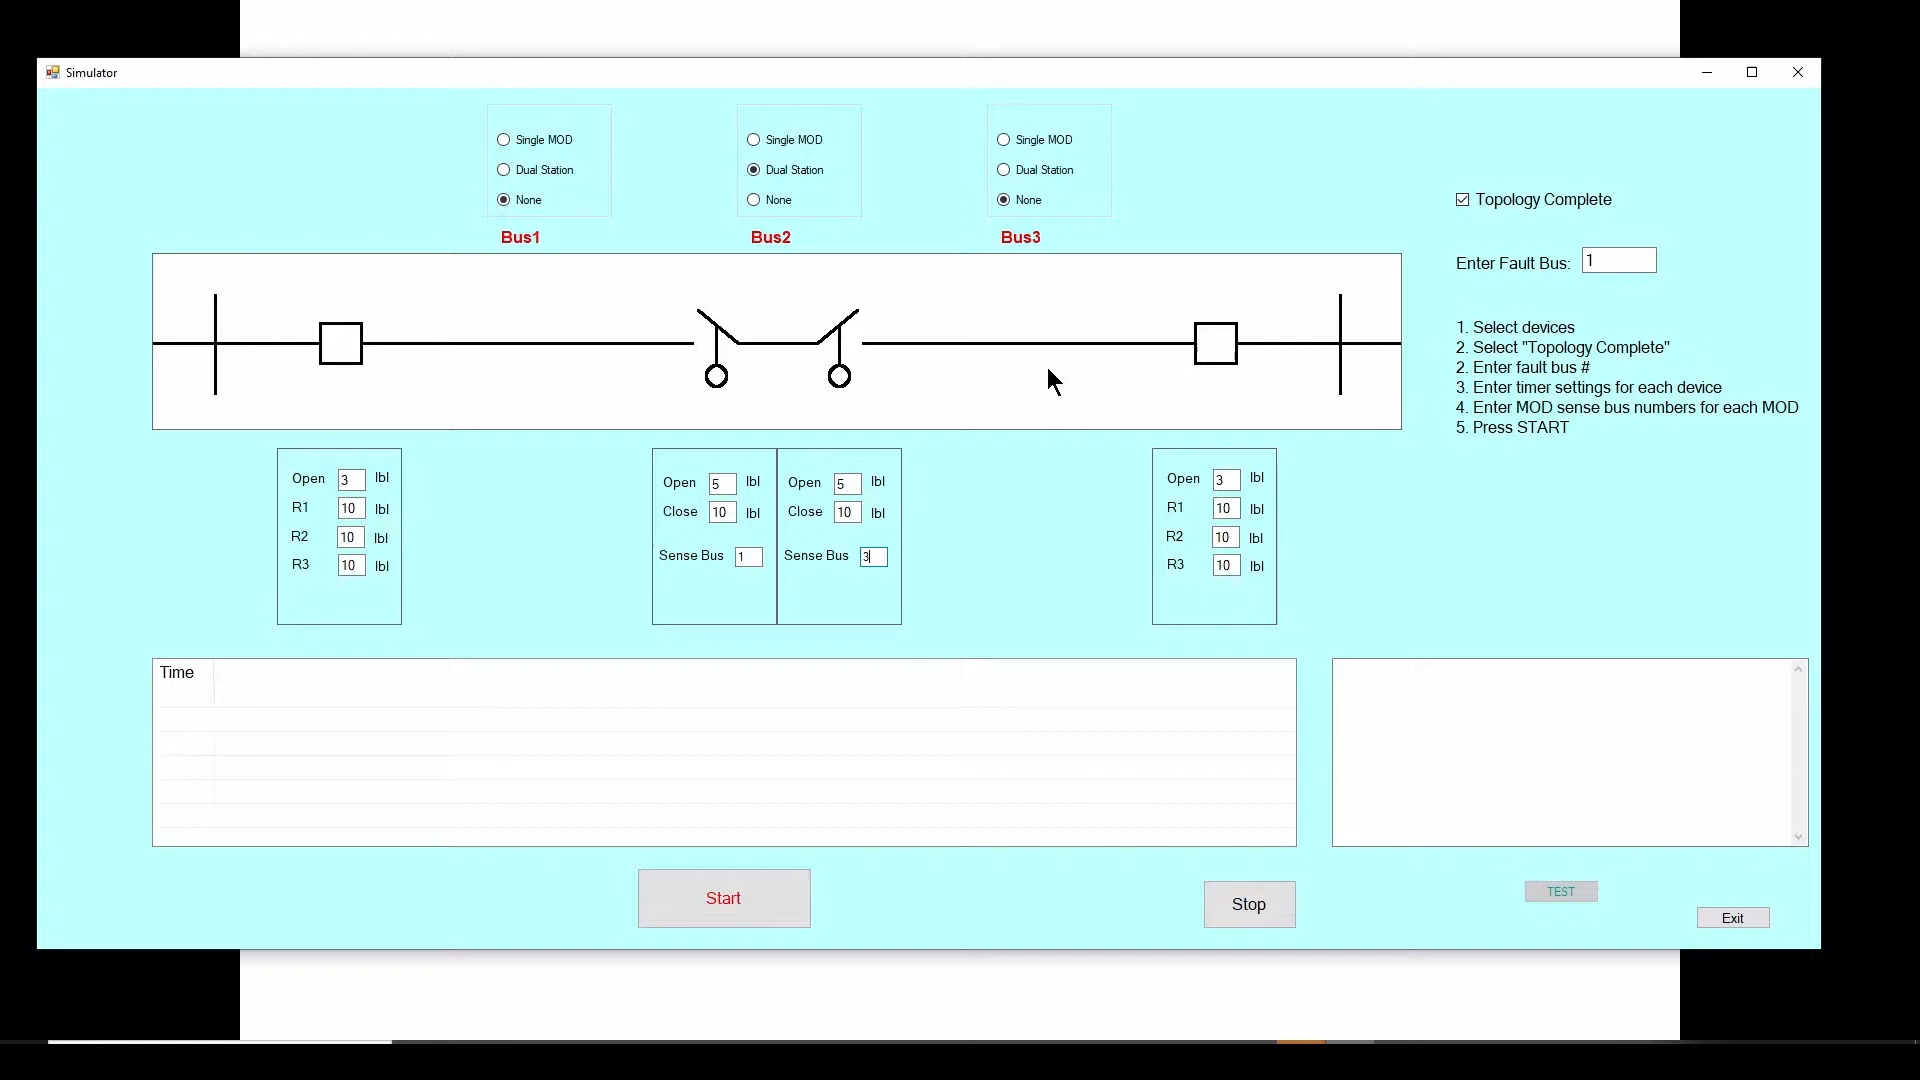 Simulator
Single MOD
Dual Station
None
Single MOD
Dual Station
None
Single MOD
Dual Station
None
Bus1
Bus2
Bus3
Topology Complete
Enter Fault Bus: 1
1. Select devices
2. Select "Topology Complete"
2. Enter fault bus #
3. Enter timer settings for each device
4. Enter MOD sense bus numbers for each MOD
5. Press START
Open 3 lbl
R1 10 lbl
R2 10 lbl
R3 10 lbl
Open 5 lbl
Close 10 lbl
Sense Bus 1
Open 5 lbl
Close 10 lbl
Sense Bus 3
Open 3 lbl
R1 10 lbl
R2 10 lbl
R3 10 lbl
Time
Start
Stop
TEST
Exit